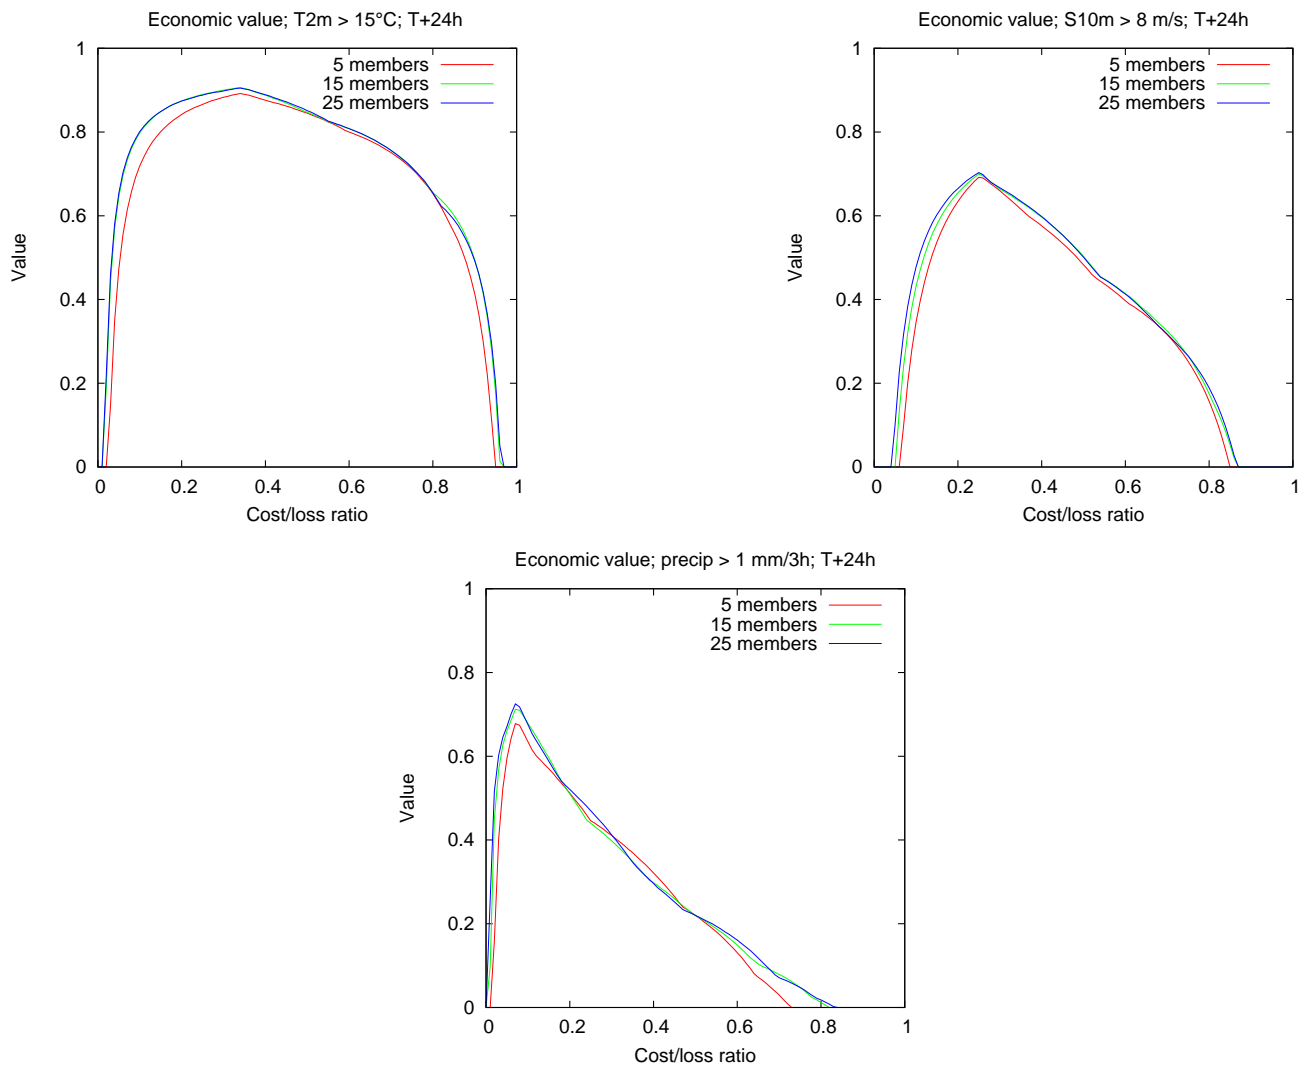 Economic value; T2m > 15°C; T+24h
1
0.8
0.6
0.4
0.2
0
0 0.2 0.4 0.6 0.8 1
Value
Cost/loss ratio
5 members
15 members
25 members
Economic value; S10m > 8 m/s; T+24h
1
0.8
0.6
0.4
0.2
0
0 0.2 0.4 0.6 0.8 1
Value
Cost/loss ratio
5 members
15 members
25 members
Economic value; precip > 1 mm/3h; T+24h
1
0.8
0.6
0.4
0.2
0
0 0.2 0.4 0.6 0.8 1
Value
Cost/loss ratio
5 members
15 members
25 members